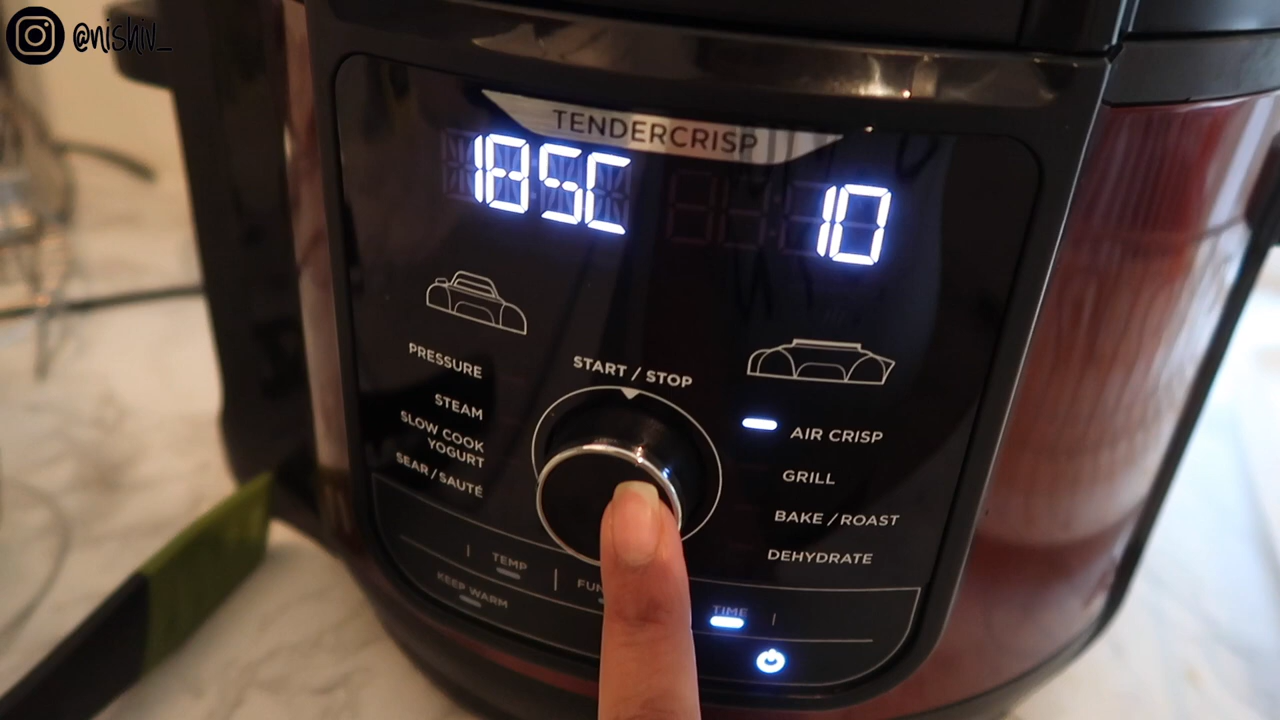 @nishiv_
TENDERCRISP
185C
10
PRESSURE
STEAM
SLOW COOK
YOGURT
SEAR / SAUTÉ
START / STOP
AIR CRISP
GRILL
BAKE / ROAST
DEHYDRATE
TEMP
KEEP WARM
TIME